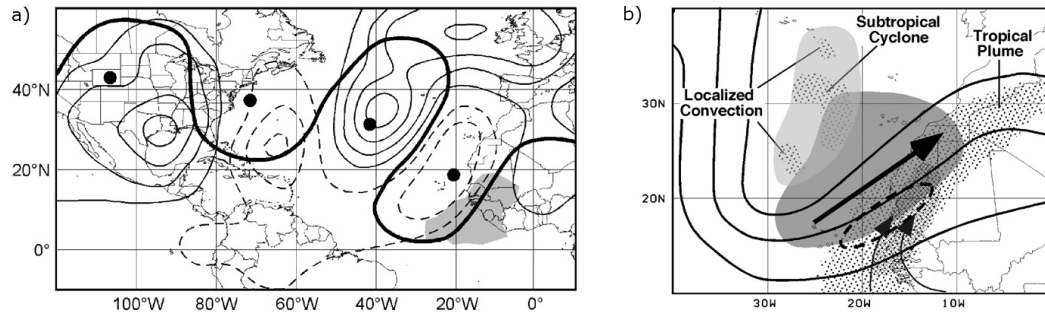 a)
40°N
20°N
0°
100°W
80°W
60°W
40°W
20°W
0°
b)
Subtropical
Cyclone
Tropical
Plume
Localized
Convection
30N
20N
30W
20W
10W